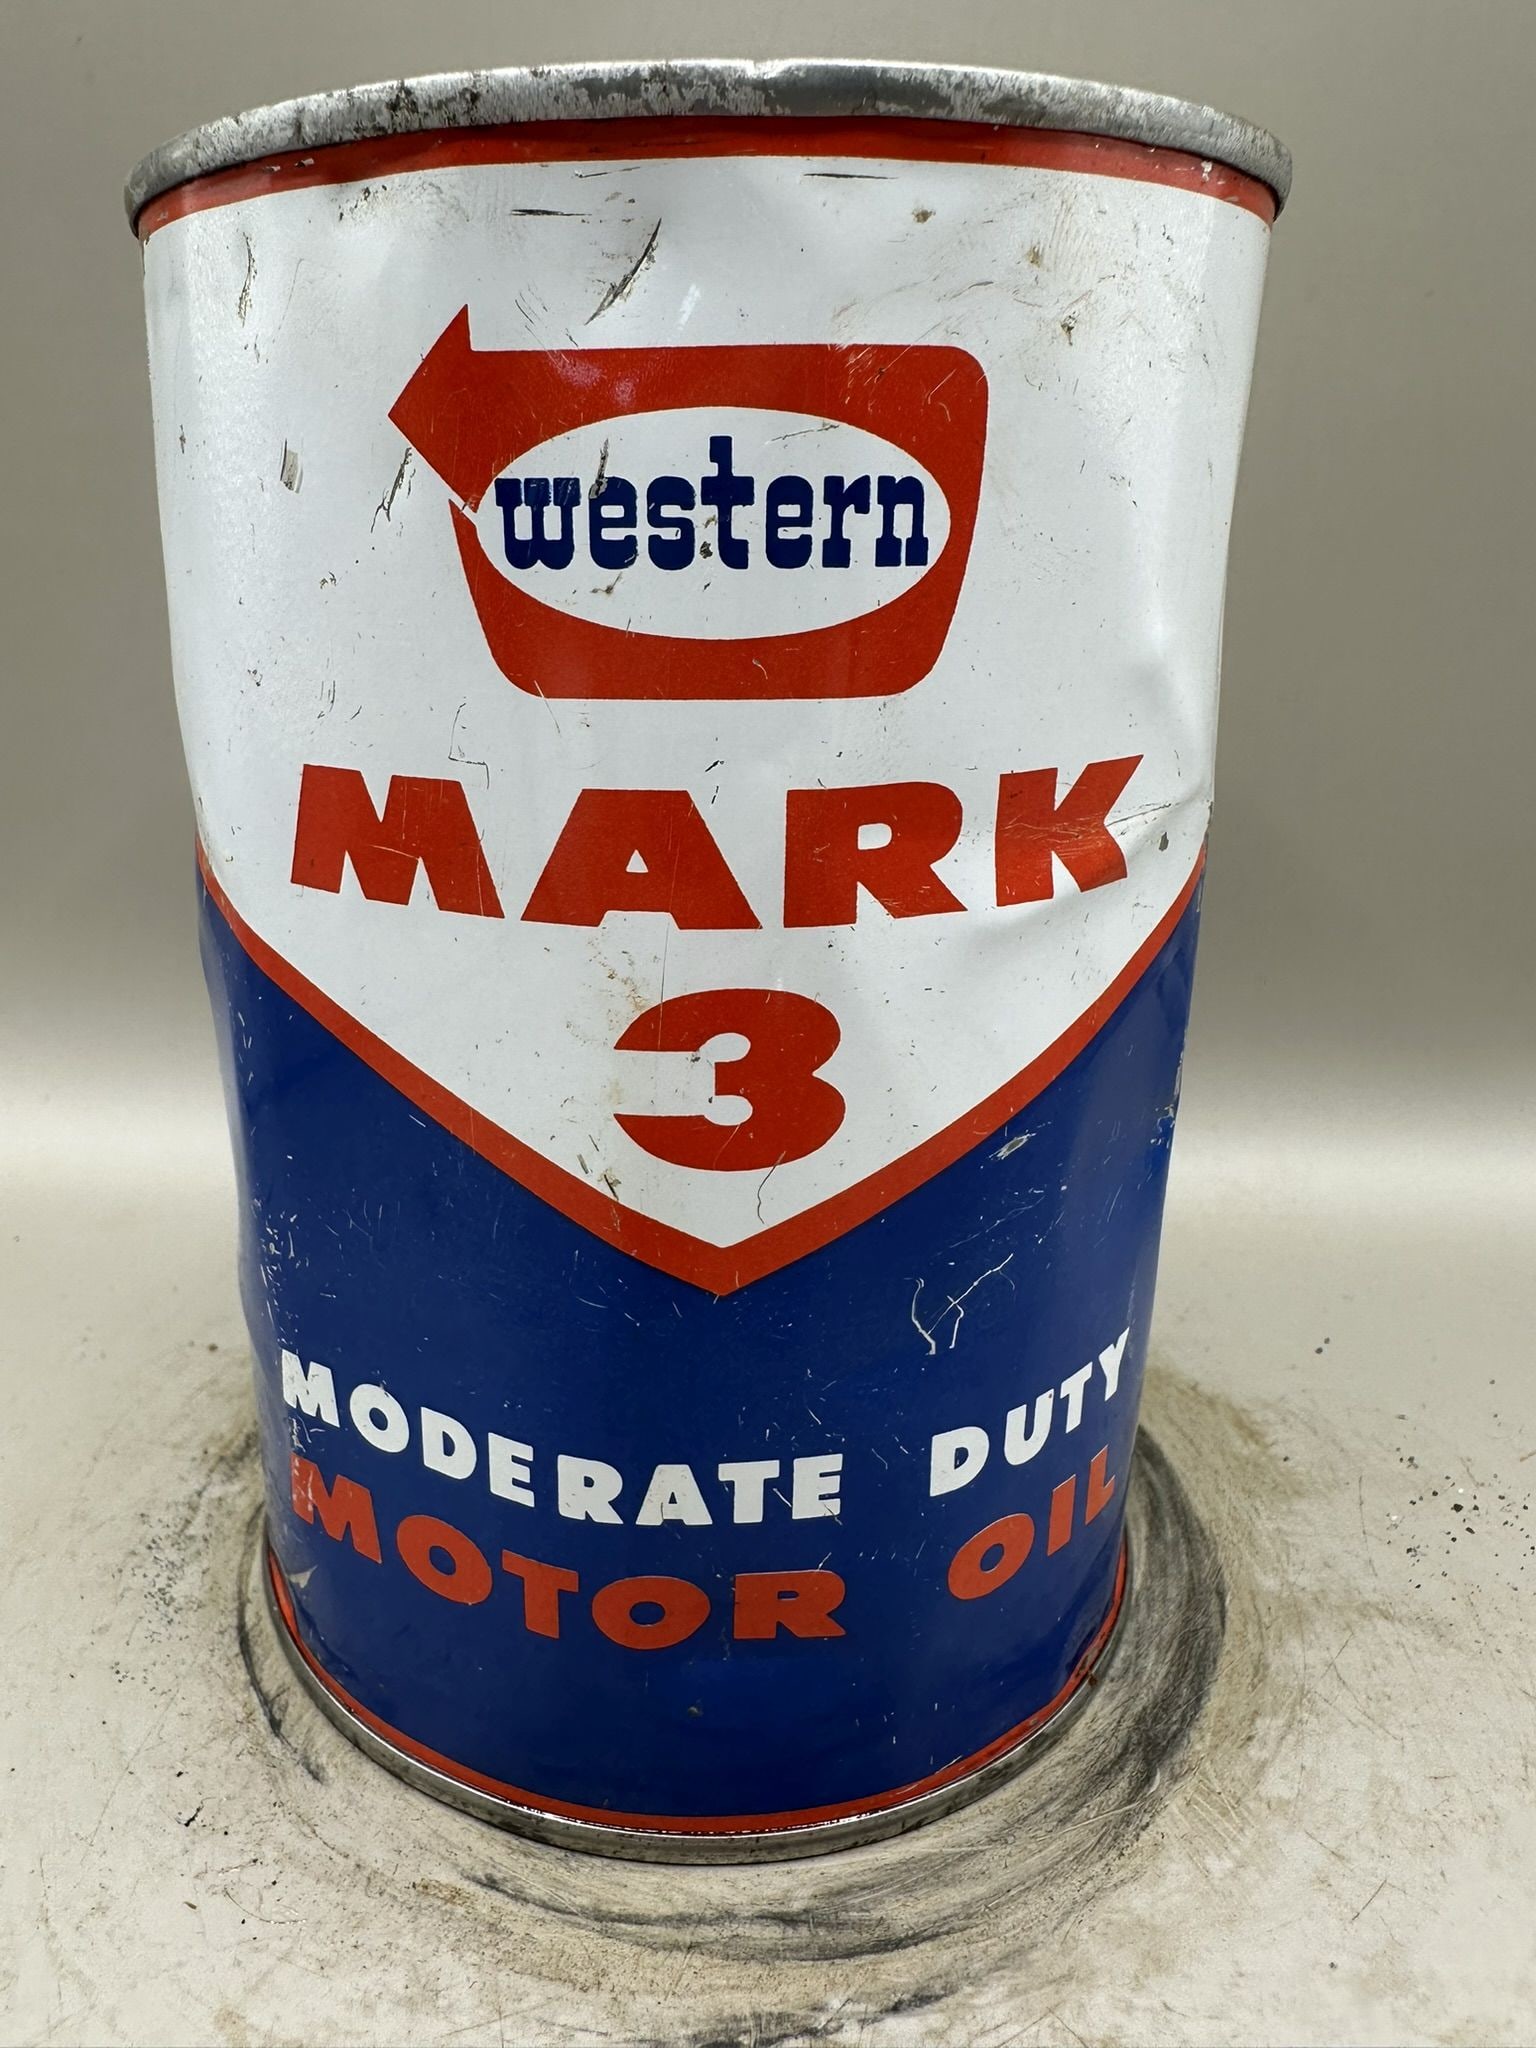 western
MARK
3
MODERATE DUTY
MOTOR OIL